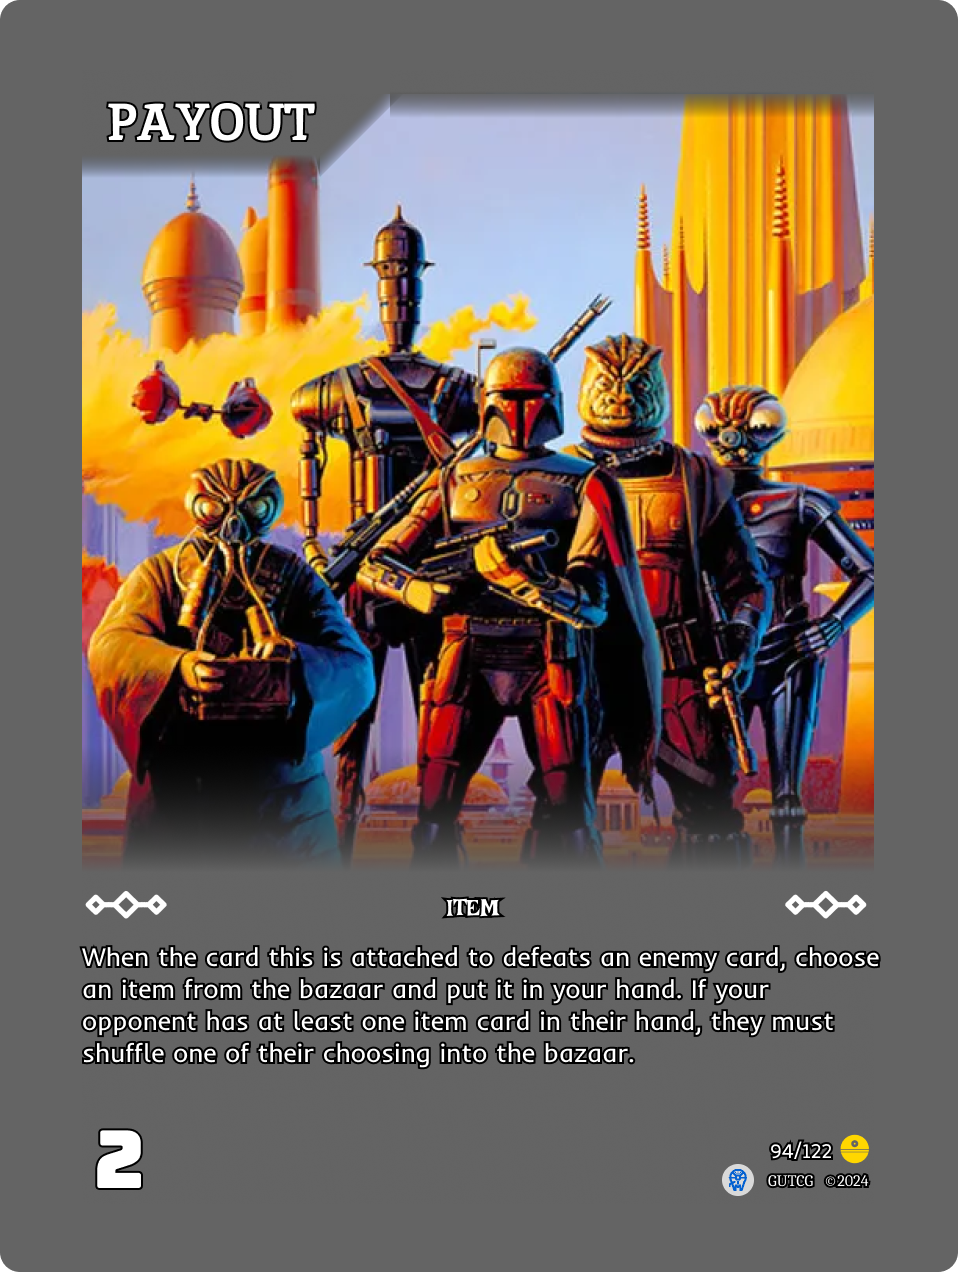 PAYOUT
ITEM
When the card this is attached to defeats an enemy card, choose
an item from the bazaar and put it in your hand. If your
opponent has at least one item card in their hand, they must
shuffle one of their choosing into the bazaar.
2
94/122
GUTCG ©2024